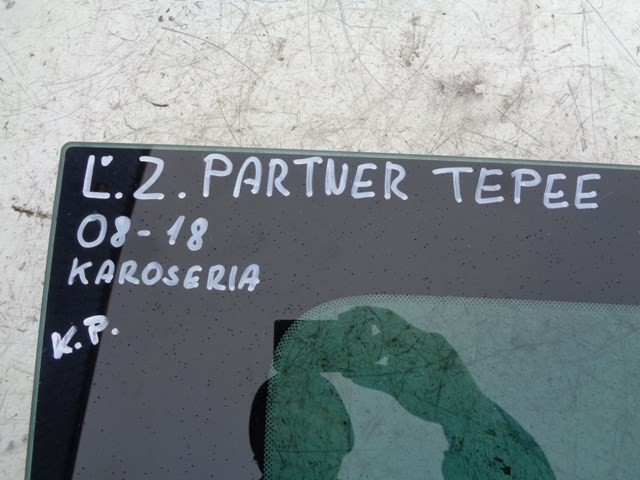 Ľ.Z. PARTNER TEPEE
08-18
KAROSERIA
K.P.